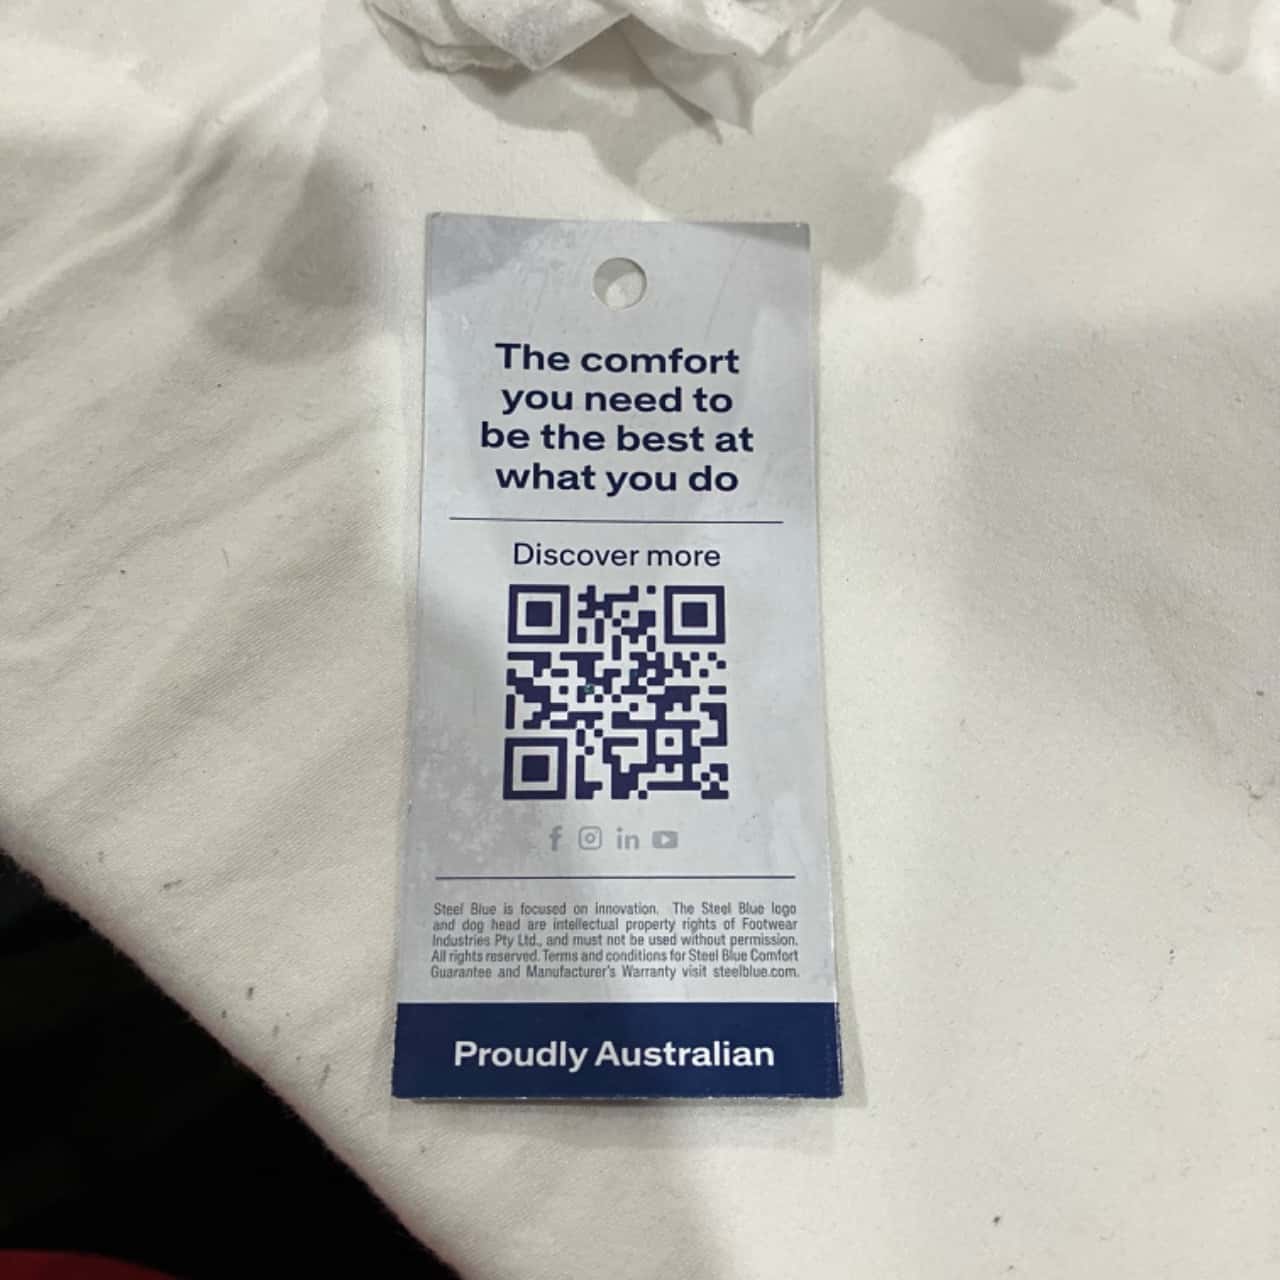 The comfort
you need to
be the best at
what you do
Discover more
Steel Blue is focused on innovation. The Steel Blue logo
and dog head are intellectual property rights of Footwear
Industries Pty Ltd., and must not be used without permission.
All rights reserved. Terms and conditions for Steel Blue Comfort
Guarantee and Manufacturer's Warranty visit steelblue.com.
Proudly Australian